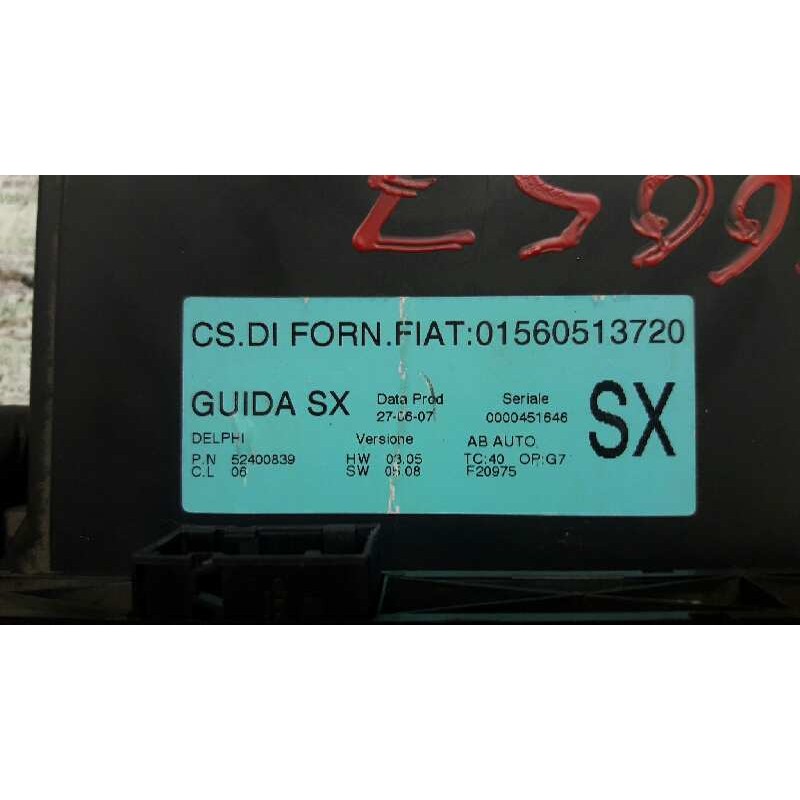 CS.DI FORN.FIAT:01560513720
GUIDA SX Data Prod Seriale SX
27-06-07 0000451646
DELPHI Versione AB AUTO
P.N 52400839 HW 03.05 TC:40 OP:G7
C.L 06 SW 08 F20975